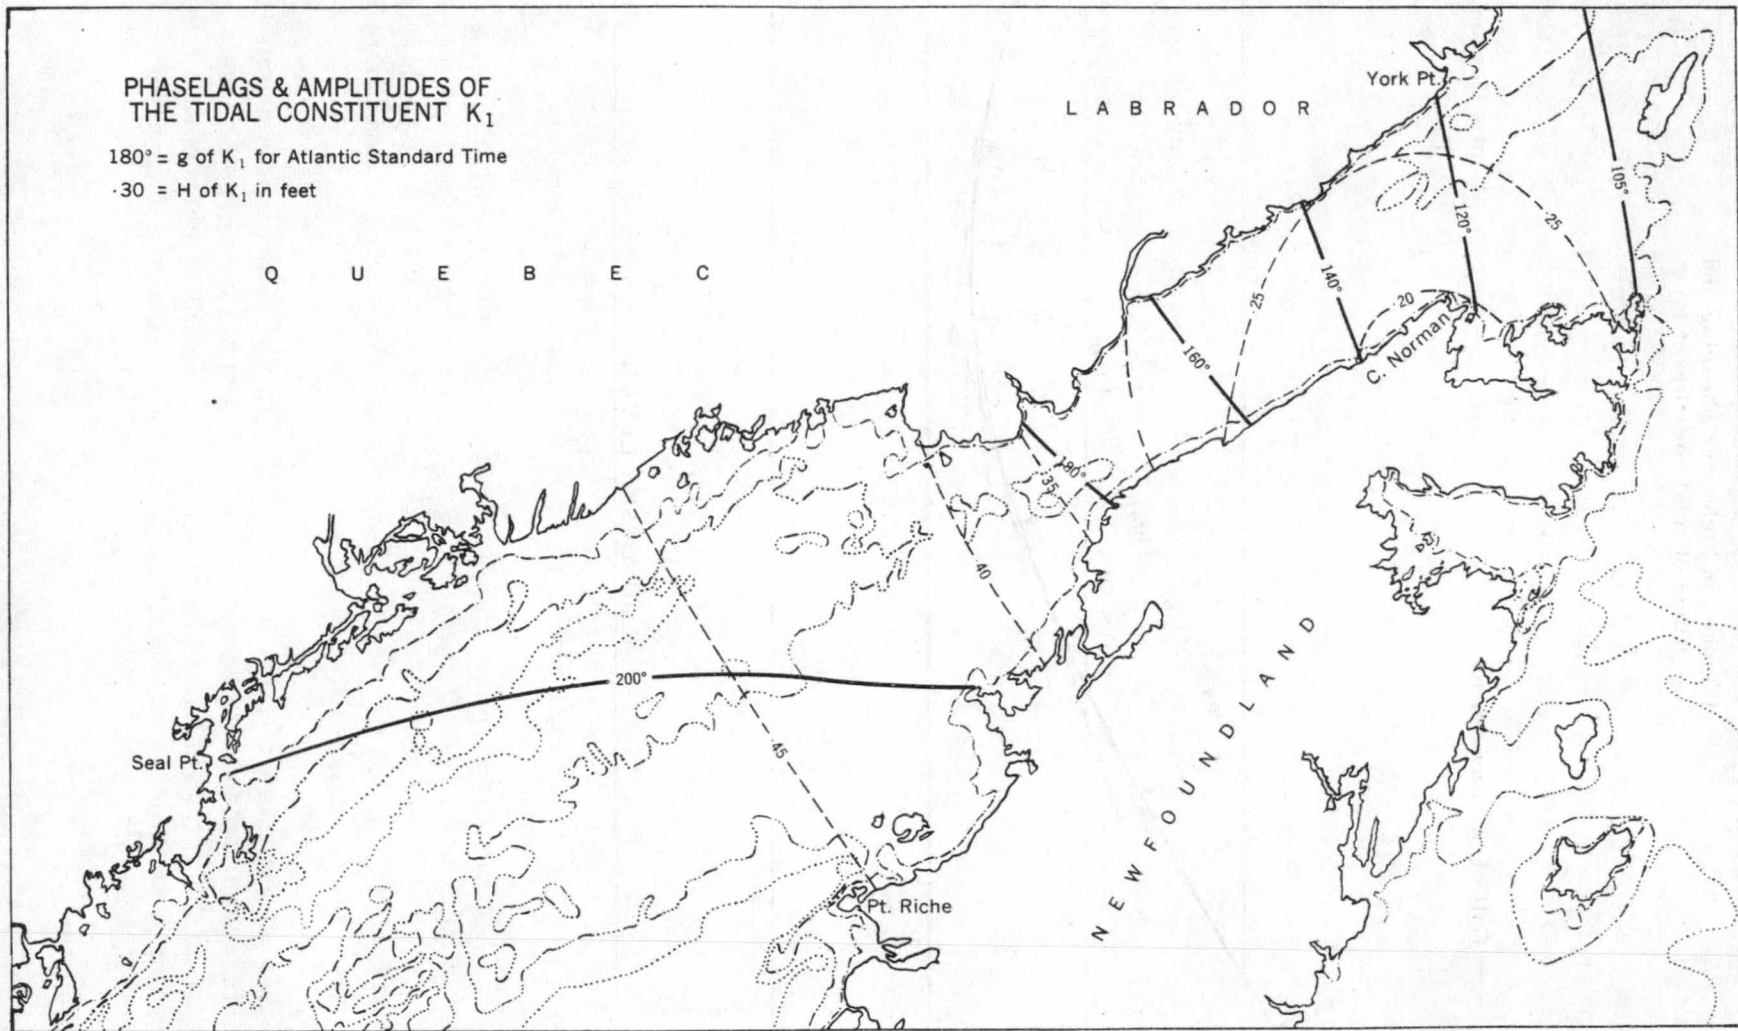 PHASELAGS & AMPLITUDES OF
THE TIDAL CONSTITUENT K₁
180° = g of K₁ for Atlantic Standard Time
·30 = H of K₁ in feet
QUEBEC
LABRADOR
York Pt.
105°
120°
·25
140°
·25
·20
C. Norman
160°
180°
·35
·40
200°
·45
Seal Pt.
Pt. Riche
NEWFOUNDLAND